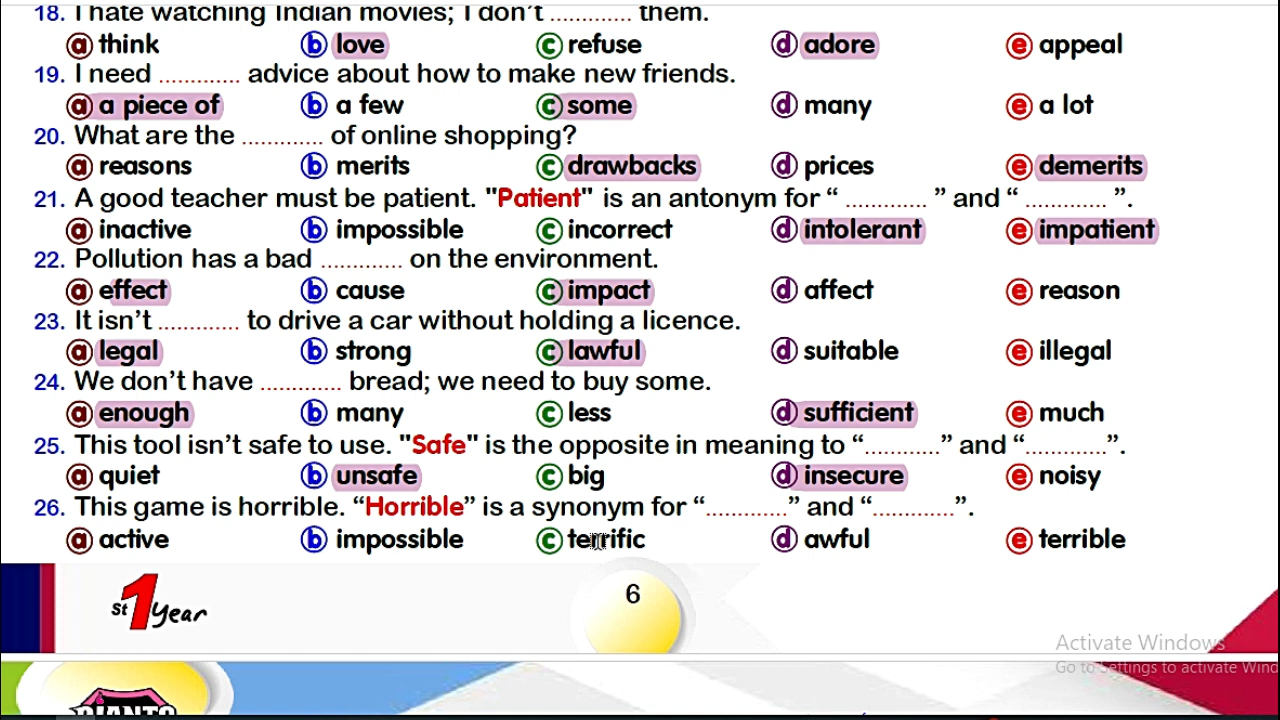 18. I hate watching Indian movies; I don't ............. them.
a think b love c refuse d adore e appeal
19. I need ............. advice about how to make new friends.
a a piece of b a few c some d many e a lot
20. What are the ............. of online shopping?
a reasons b merits c drawbacks d prices e demerits
21. A good teacher must be patient. "Patient" is an antonym for “ ............. ” and “ ............. ”.
a inactive b impossible c incorrect d intolerant e impatient
22. Pollution has a bad ............. on the environment.
a effect b cause c impact d affect e reason
23. It isn’t ............. to drive a car without holding a licence.
a legal b strong c lawful d suitable e illegal
24. We don’t have ............. bread; we need to buy some.
a enough b many c less d sufficient e much
25. This tool isn’t safe to use. "Safe" is the opposite in meaning to “............” and “.............”.
a quiet b unsafe c big d insecure e noisy
26. This game is horrible. “Horrible” is a synonym for “.............” and “.............”.
a active b impossible c terrific d awful e terrible
St 1 Year
6
Activate Windows
Go to Settings to activate Wind
GIANTS